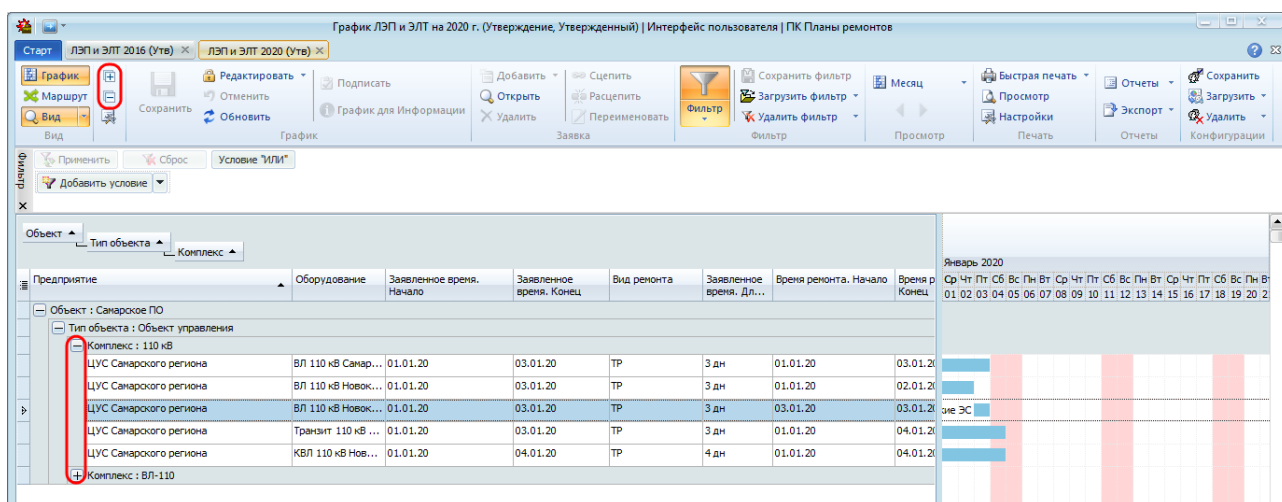 График ЛЭП и ЭЛТ на 2020 г. (Утверждение, Утвержденный) | Интерфейс пользователя | ПК Планы ремонтов
Старт ЛЭП и ЭЛТ 2016 (Утв) ЛЭП и ЭЛТ 2020 (Утв)
График Редактировать Подписать Добавить Сцепить Сохранить фильтр Месяц Быстрая печать Отчеты Сохранить
Маршрут Сохранить Отменить График для Информации Открыть Расцепить Фильтр Загрузить фильтр Просмотр Экспорт Загрузить
Вид Обновить Удалить Переименовать Удалить фильтр Настройки Удалить
Вид График Заявка Фильтр Просмотр Печать Отчеты Конфигурации
Фильтр Применить Сброс Условие "ИЛИ"
Добавить условие
Объект
Тип объекта
Комплекс
Январь 2020
Предприятие Оборудование Заявленное время. Начало Заявленное время. Конец Вид ремонта Заявленное время. Дл... Время ремонта. Начало Время р Конец
Ср Чт Пт Сб Вс Пн Вт Ср Чт Пт Сб Вс Пн Вт Ср Чт Пт Сб Вс Пн Вт
01 02 03 04 05 06 07 08 09 10 11 12 13 14 15 16 17 18 19 20 2
Объект : Самарское ПО
Тип объекта : Объект управления
Комплекс : 110 кВ
ЦУС Самарского региона ВЛ 110 кВ Самар... 01.01.20 03.01.20 ТР 3 дн 01.01.20 03.01.20
ЦУС Самарского региона ВЛ 110 кВ Новок... 01.01.20 03.01.20 ТР 3 дн 01.01.20 02.01.20
ЦУС Самарского региона ВЛ 110 кВ Новок... 01.01.20 03.01.20 ТР 3 дн 03.01.20 03.01.20 кие ЭС
ЦУС Самарского региона Транзит 110 кВ ... 01.01.20 03.01.20 ТР 3 дн 01.01.20 04.01.20
ЦУС Самарского региона КВЛ 110 кВ Нов... 01.01.20 04.01.20 ТР 4 дн 01.01.20 04.01.20
Комплекс : ВЛ-110